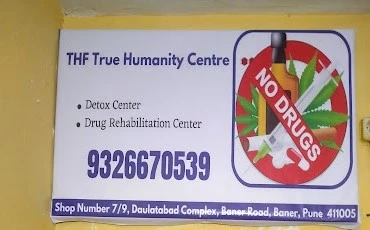 THF True Humanity Centre
• Detox Center
• Drug Rehabilitation Center
NO DRUGS
9326670539
Shop Number 7/9, Daulatabad Complex, Baner Road, Baner, Pune 411005